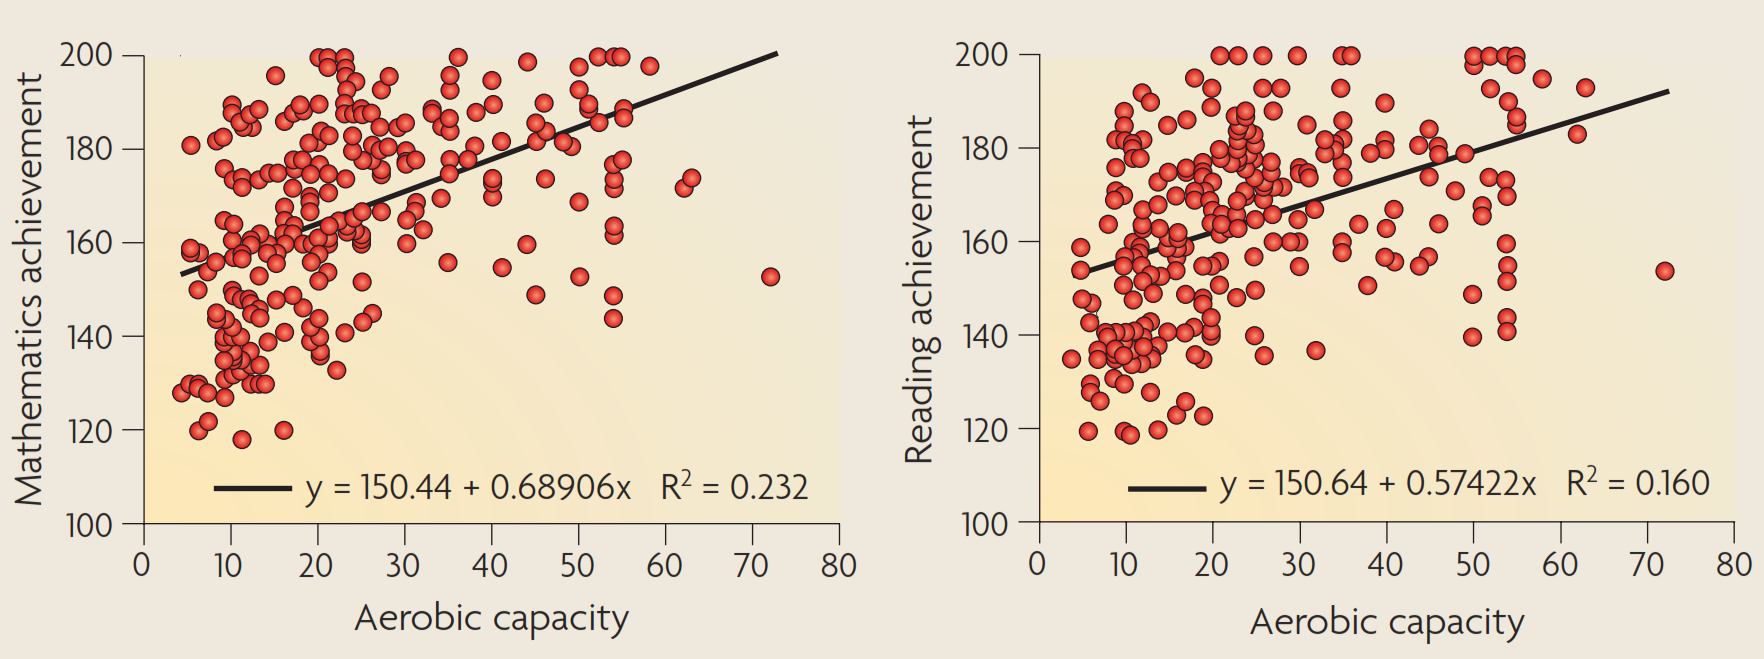 200
180
160
140
120
100
Mathematics achievement
y = 150.44 + 0.68906x R² = 0.232
0 10 20 30 40 50 60 70 80
Aerobic capacity
200
180
160
140
120
100
Reading achievement
y = 150.64 + 0.57422x R² = 0.160
0 10 20 30 40 50 60 70 80
Aerobic capacity